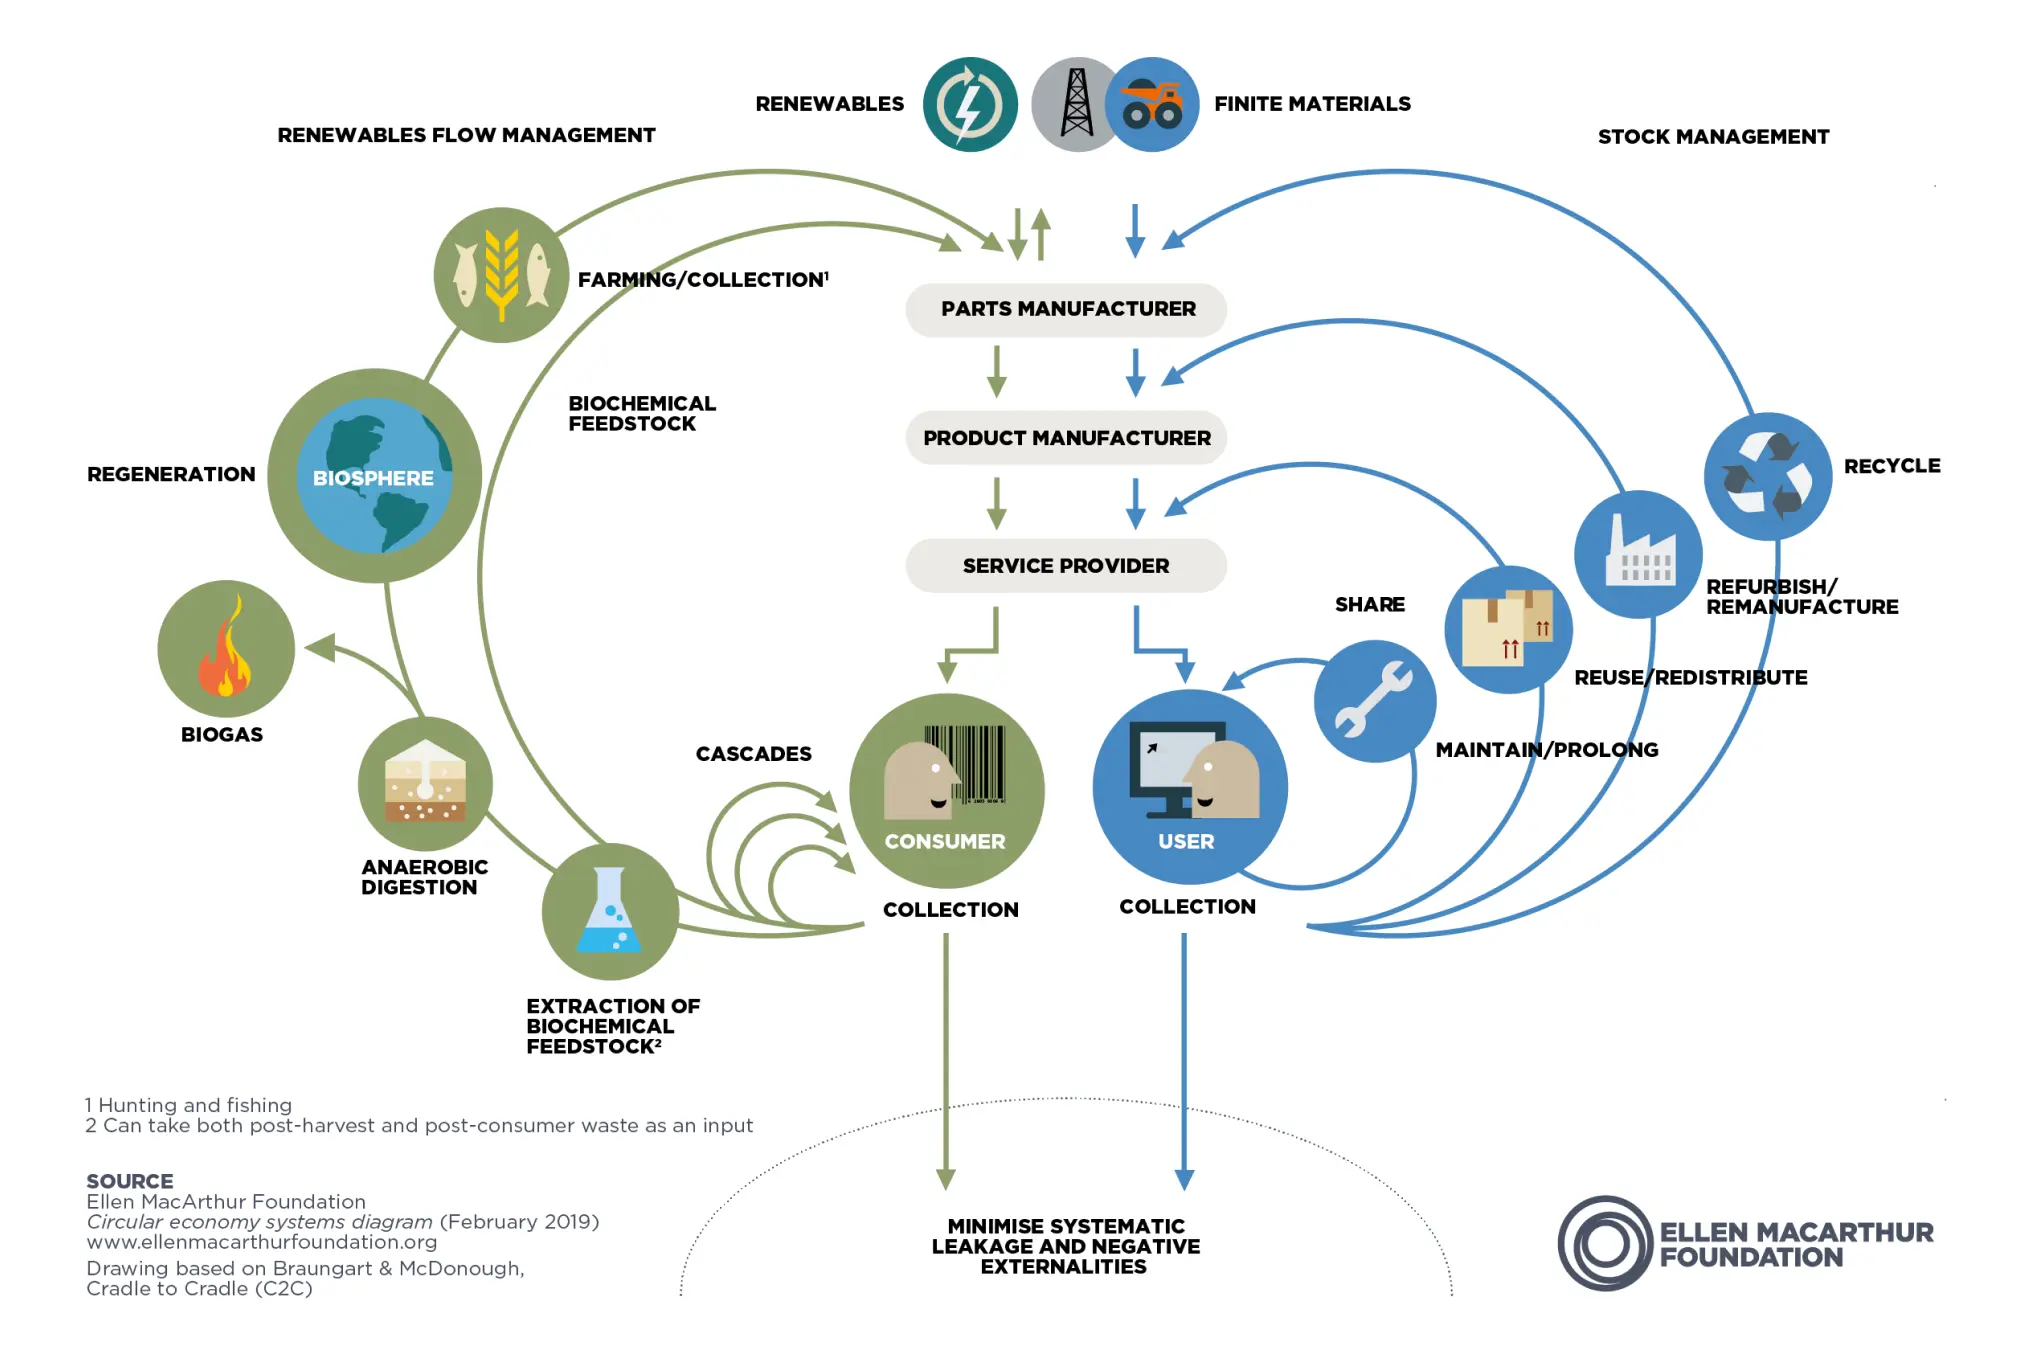 RENEWABLES
FINITE MATERIALS
RENEWABLES FLOW MANAGEMENT
STOCK MANAGEMENT
FARMING/COLLECTION¹
PARTS MANUFACTURER
BIOCHEMICAL
FEEDSTOCK
PRODUCT MANUFACTURER
REGENERATION
BIOSPHERE
RECYCLE
SERVICE PROVIDER
SHARE
REFURBISH/
REMANUFACTURE
REUSE/REDISTRIBUTE
BIOGAS
MAINTAIN/PROLONG
CASCADES
CONSUMER
USER
ANAEROBIC
DIGESTION
COLLECTION
COLLECTION
EXTRACTION OF
BIOCHEMICAL
FEEDSTOCK²
1 Hunting and fishing
2 Can take both post-harvest and post-consumer waste as an input
SOURCE
Ellen MacArthur Foundation
Circular economy systems diagram (February 2019)
www.ellenmacarthurfoundation.org
Drawing based on Braungart & McDonough,
Cradle to Cradle (C2C)
MINIMISE SYSTEMATIC
LEAKAGE AND NEGATIVE
EXTERNALITIES
ELLEN MACARTHUR
FOUNDATION